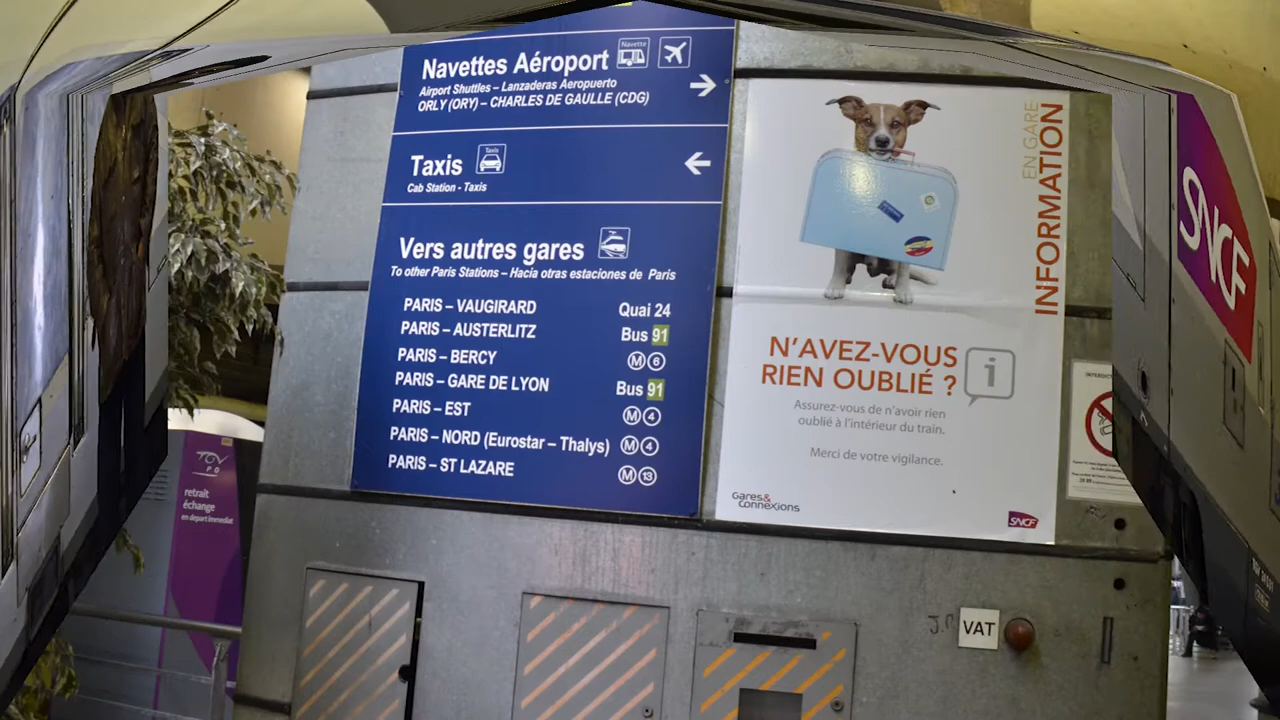 Navettes Aéroport
Navette
Airport Shuttles – Lanzaderas Aeropuerto
ORLY (ORY) – CHARLES DE GAULLE (CDG)
Taxis
Taxis
Cab Station - Taxis
Vers autres gares
To other Paris Stations – Hacía otras estaciones de Paris
PARIS – VAUGIRARD Quai 24
PARIS – AUSTERLITZ Bus 91
PARIS – BERCY M 6
PARIS – GARE DE LYON Bus 91
PARIS – EST M 4
PARIS – NORD (Eurostar – Thalys) M 4
PARIS – ST LAZARE M 13
EN GARE
INFORMATION
N'AVEZ-VOUS
RIEN OUBLIÉ ?
i
Assurez-vous de n'avoir rien
oublié à l'intérieur du train.
Merci de votre vigilance.
Gares&
Connexions
SNCF
SNCF
TGV
retrait
échange
en départ immédiat
VAT